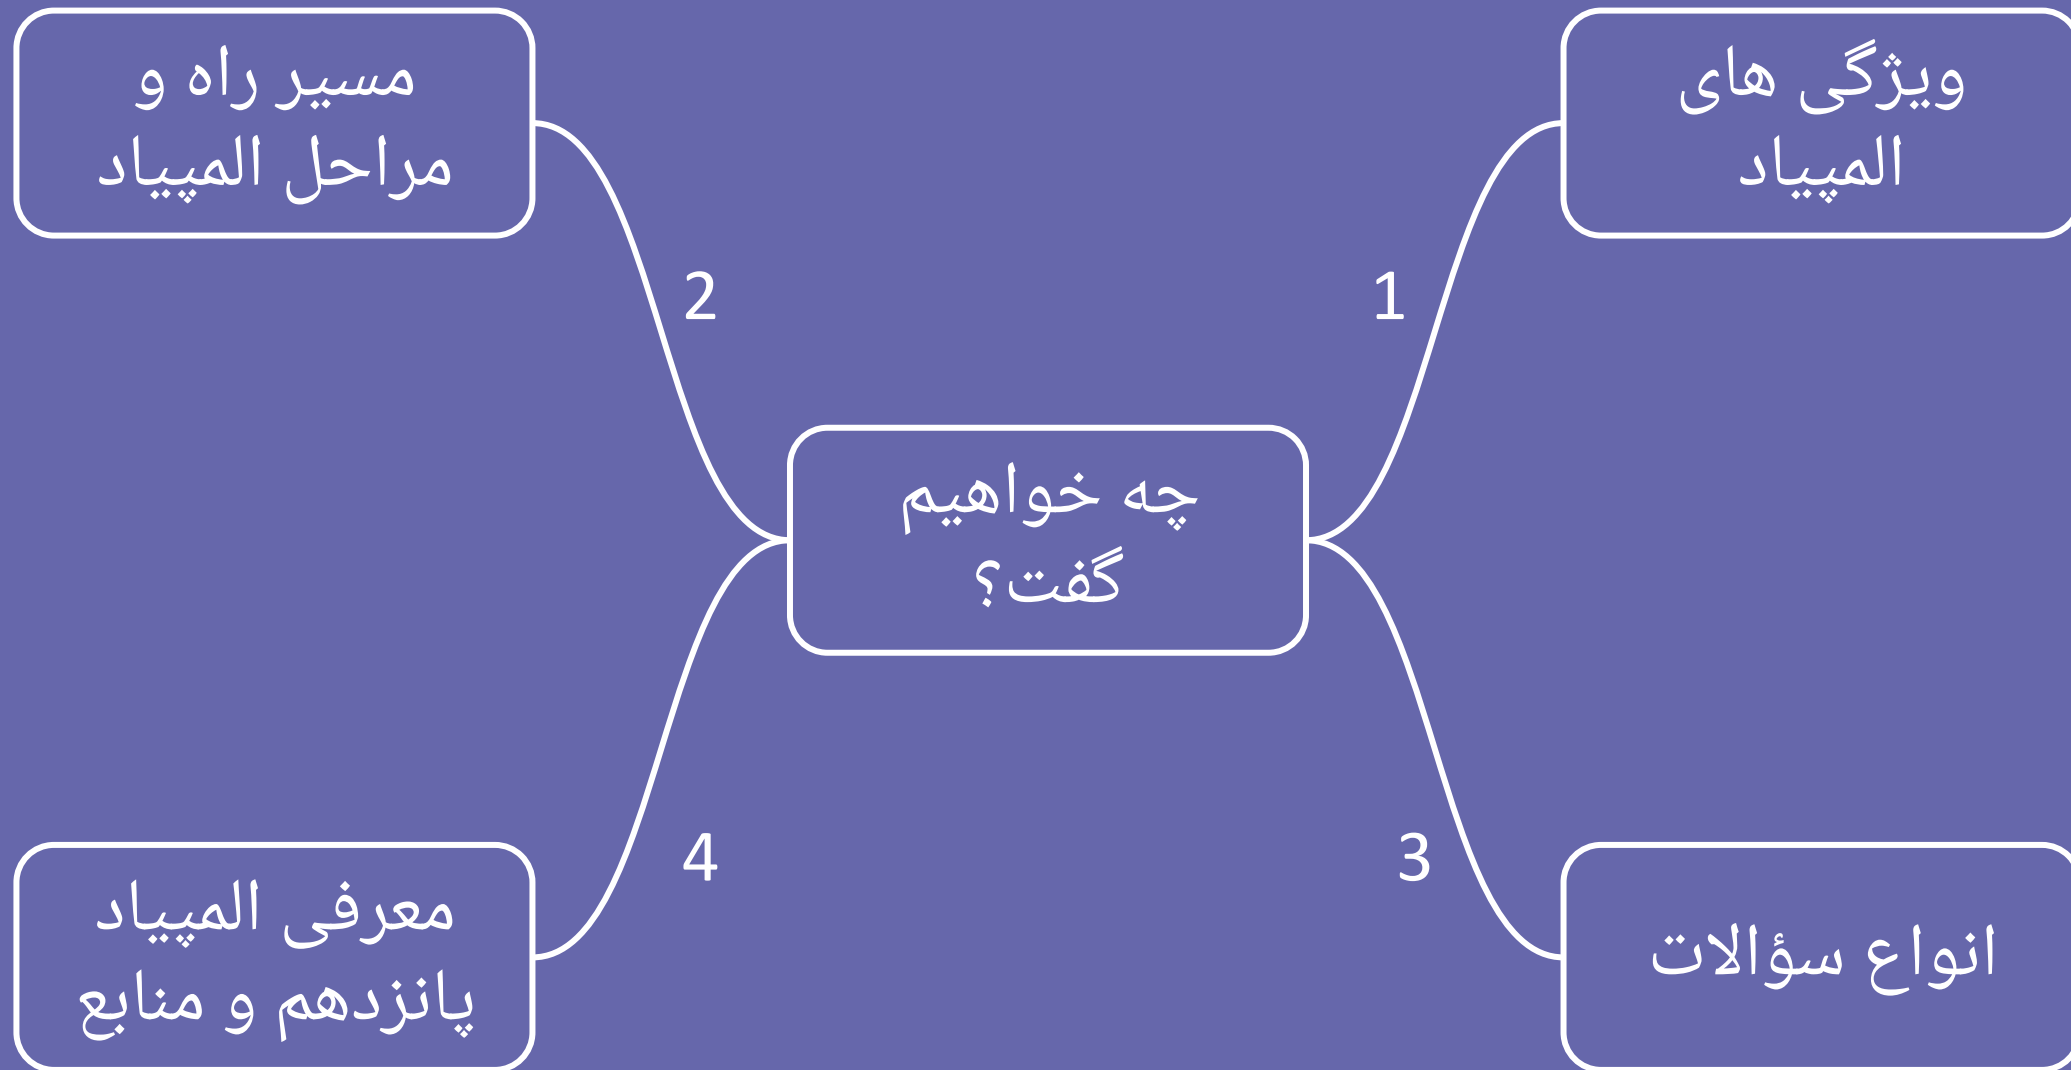 ویژگی های
المپیاد
1
مسیر راه و
مراحل المپیاد
2
چه خواهیم
گفت؟
انواع سؤالات
3
معرفی المپیاد
پانزدهم و منابع
4